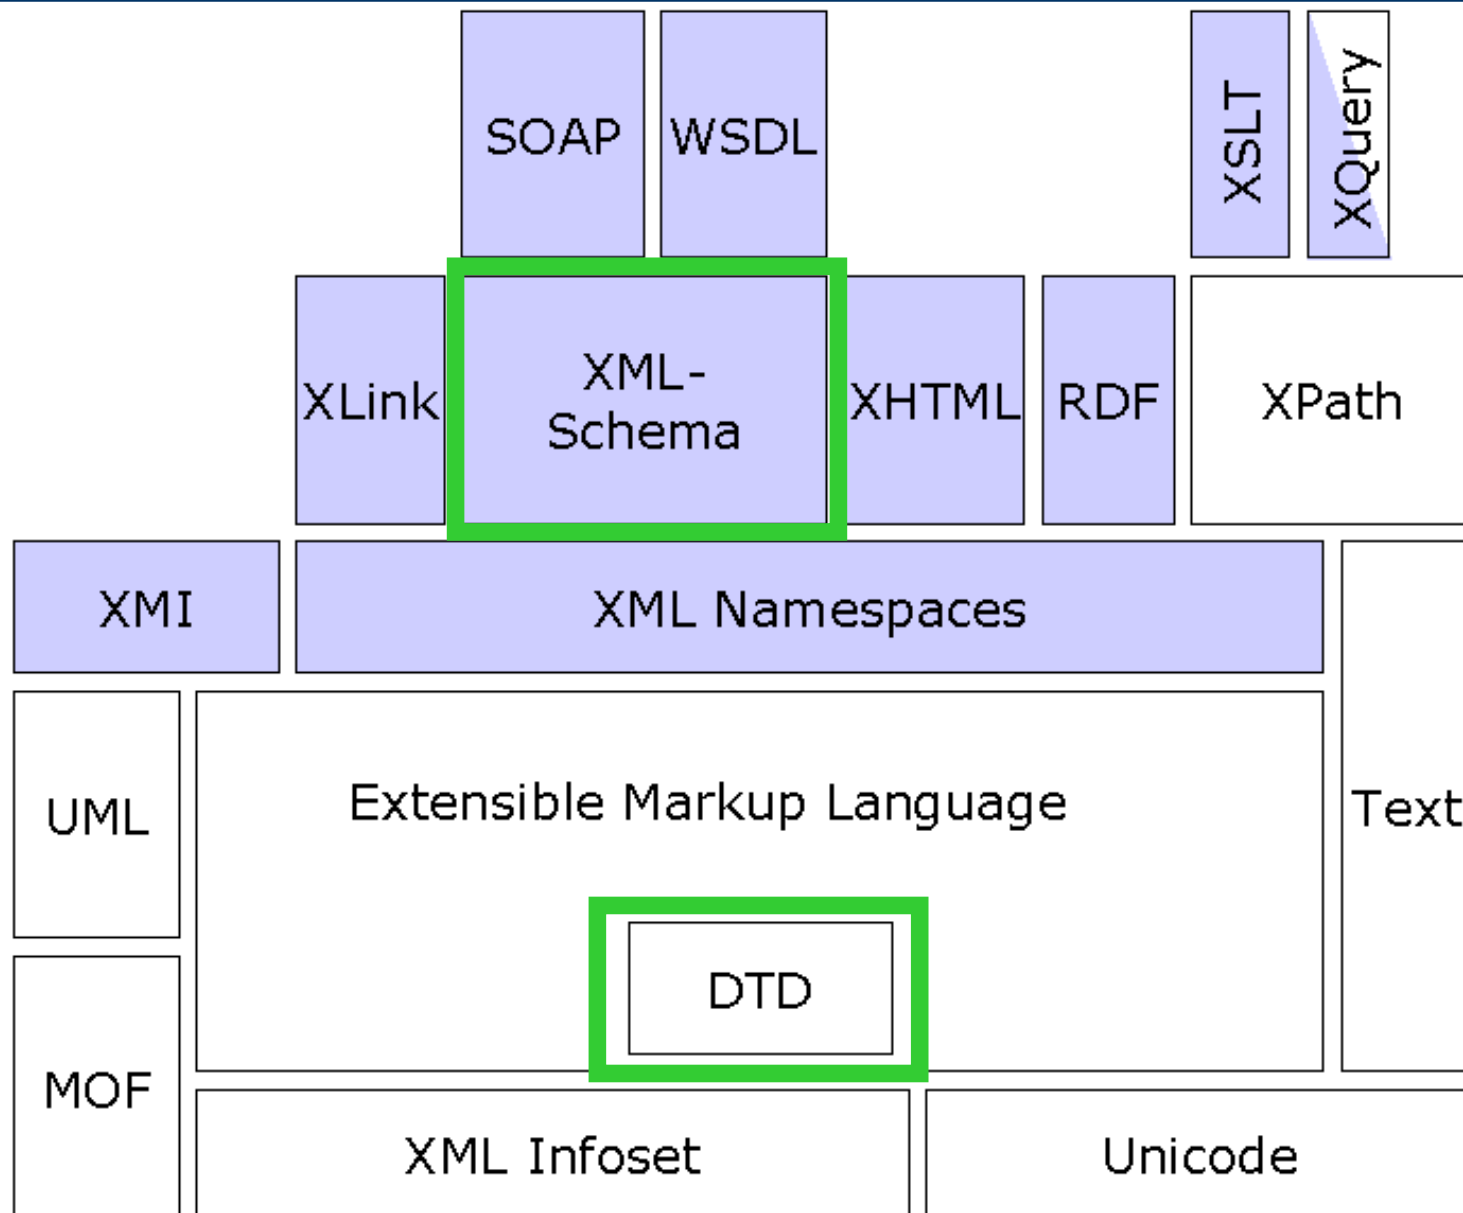 SOAP
WSDL
XSLT
XQuery
XLink
XML-
Schema
XHTML
RDF
XPath
XMI
XML Namespaces
UML
Extensible Markup Language
Text
DTD
MOF
XML Infoset
Unicode